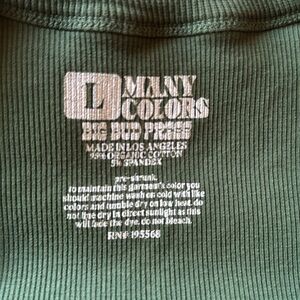 L MANY
COLORS
BIG BUD PRESS
MADE IN LOS ANGELES
95% ORGANIC COTTON
5% SPANDEX
pre-shrunk.
to maintain this garment's color you
should machine wash on cold with like
colors and tumble dry on low heat. do
not line dry in direct sunlight as this
will fade the dye. do not bleach.
RN# 195568